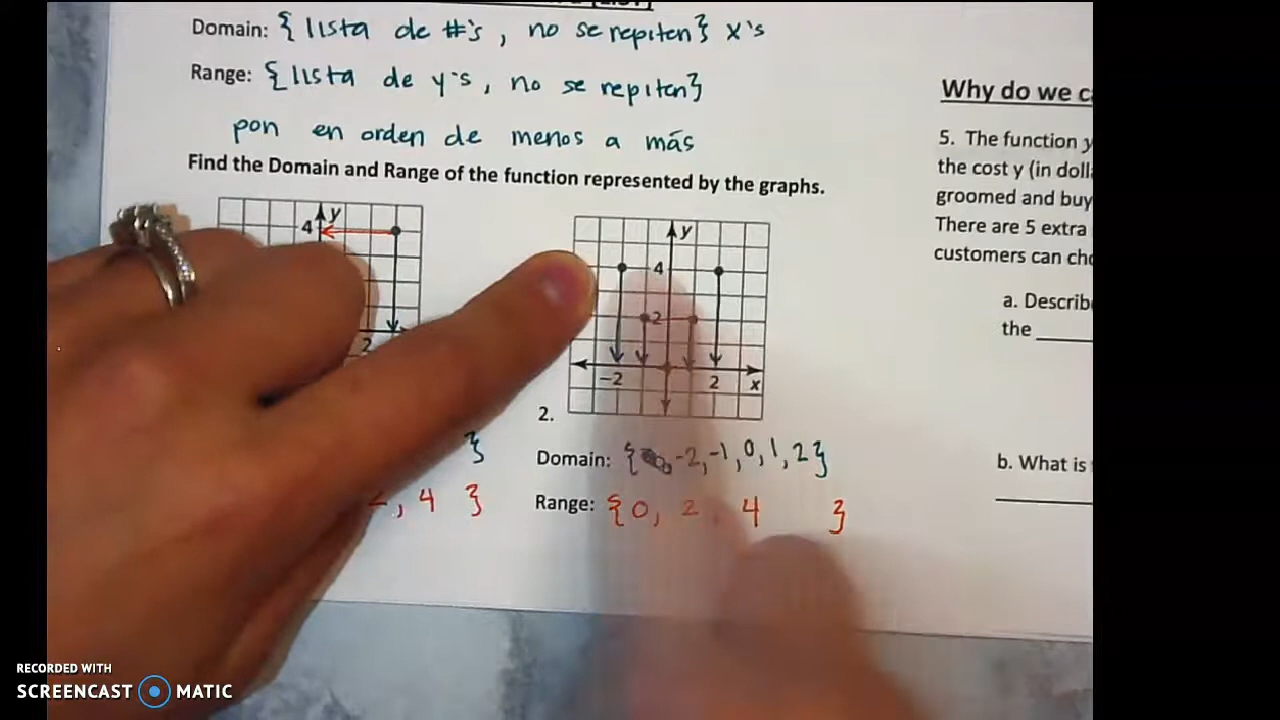 Domain: { lista de #'s, no se repiten} x's
Range: {lista de y's, no se repiten}
pon en orden de menos a más
Find the Domain and Range of the function represented by the graphs.
y
4
2
}
, 4 }
y
4
2
-2
2
x
2.
Domain: { -2, -1, 0, 1, 2}
Range: {0, 2, 4 }
Why do we
5. The function y
the cost y (in
groomed and buy
There are 5 extra
customers can
a. Describ
the
b. What is
RECORDED WITH
SCREENCAST MATIC